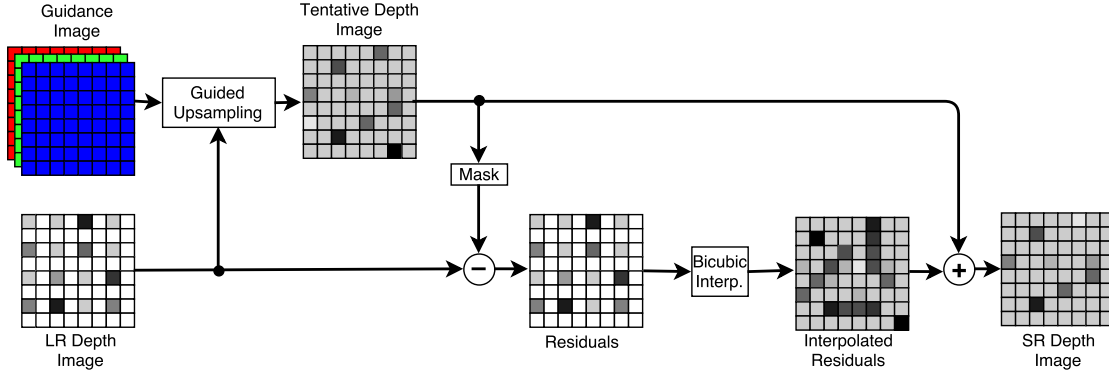 Guidance
Image
Tentative Depth
Image
Guided
Upsampling
Mask
−
Bicubic
Interp.
+
LR Depth
Image
Residuals
Interpolated
Residuals
SR Depth
Image